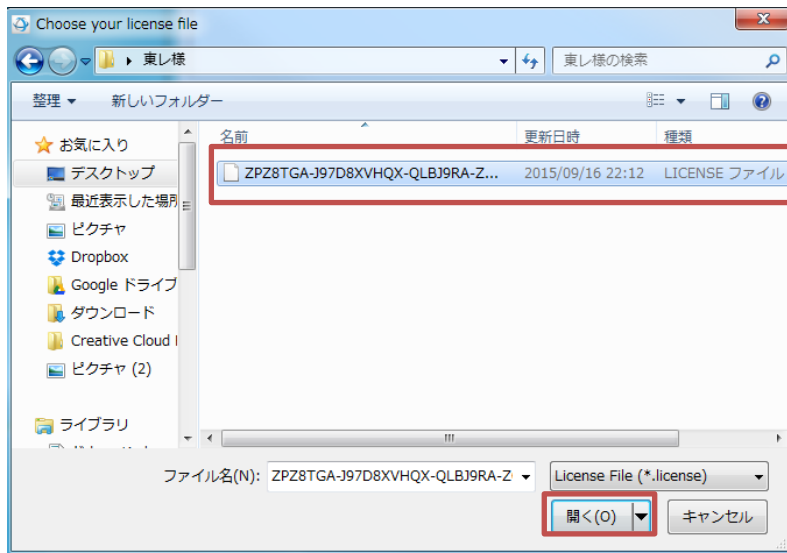 Choose your license file
東レ様
東レ様の検索
整理 新しいフォルダー
名前 更新日時 種類
お気に入り
デスクトップ
ZPZ8TGA-J97D8XVHQX-QLBJ9RA-Z... 2015/09/16 22:12 LICENSE ファイル
最近表示した場所
ピクチャ
Dropbox
Google ドライブ
ダウンロード
Creative Cloud
ピクチャ (2)
ライブラリ
ファイル名(N): ZPZ8TGA-J97D8XVHQX-QLBJ9RA-Z License File (*.license)
開く(O) キャンセル